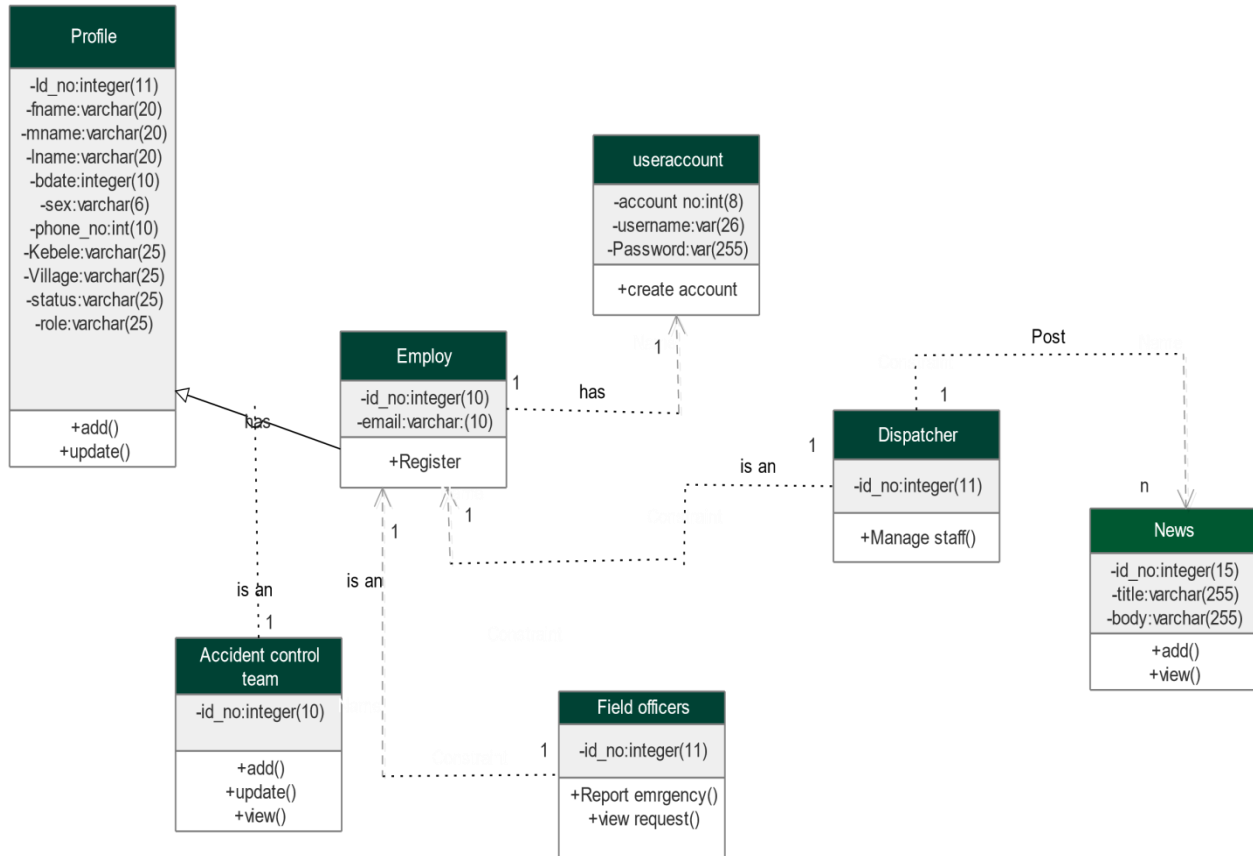 Profile
-Id_no:integer(11)
-fname:varchar(20)
-mname:varchar(20)
-lname:varchar(20)
-bdate:integer(10)
-sex:varchar(6)
-phone_no:int(10)
-Kebele:varchar(25)
-Village:varchar(25)
-status:varchar(25)
-role:varchar(25)
+add()
+update()
useraccount
-account no:int(8)
-username:var(26)
-Password:var(255)
+create account
1
Employ
-id_no:integer(10)
-email:varchar:(10)
+Register
1
has
has
Post
1
Dispatcher
-id_no:integer(11)
+Manage staff()
1
is an
1
n
News
-id_no:integer(15)
-title:varchar(255)
-body:varchar(255)
+add()
+view()
1
is an
is an
1
Accident control
team
-id_no:integer(10)
+add()
+update()
+view()
1
Field officers
-id_no:integer(11)
+Report emrgency()
+view request()